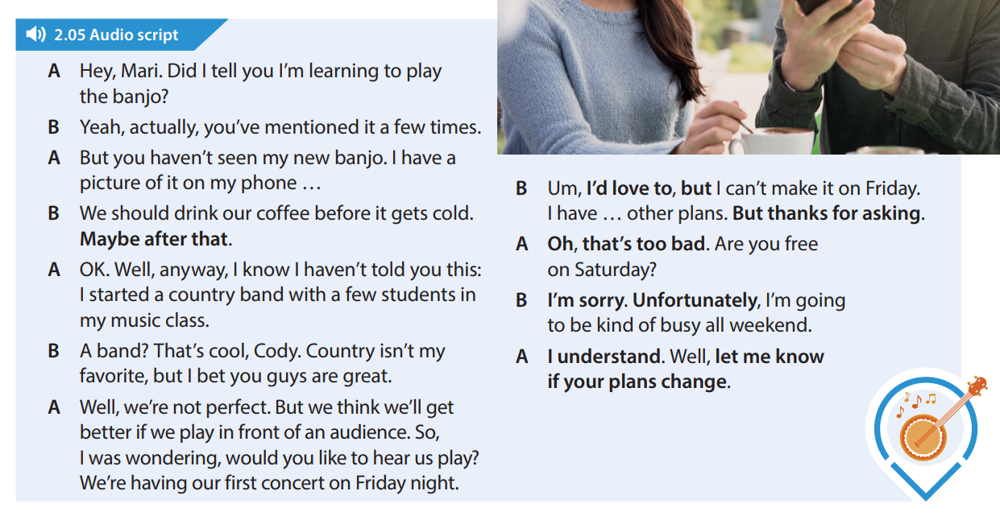 2.05 Audio script
A Hey, Mari. Did I tell you I’m learning to play
the banjo?
B Yeah, actually, you’ve mentioned it a few times.
A But you haven’t seen my new banjo. I have a
picture of it on my phone …
B We should drink our coffee before it gets cold.
Maybe after that.
A OK. Well, anyway, I know I haven’t told you this:
I started a country band with a few students in
my music class.
B A band? That’s cool, Cody. Country isn’t my
favorite, but I bet you guys are great.
A Well, we’re not perfect. But we think we’ll get
better if we play in front of an audience. So,
I was wondering, would you like to hear us play?
We’re having our first concert on Friday night.
B Um, I’d love to, but I can’t make it on Friday.
I have … other plans. But thanks for asking.
A Oh, that’s too bad. Are you free
on Saturday?
B I’m sorry. Unfortunately, I’m going
to be kind of busy all weekend.
A I understand. Well, let me know
if your plans change.